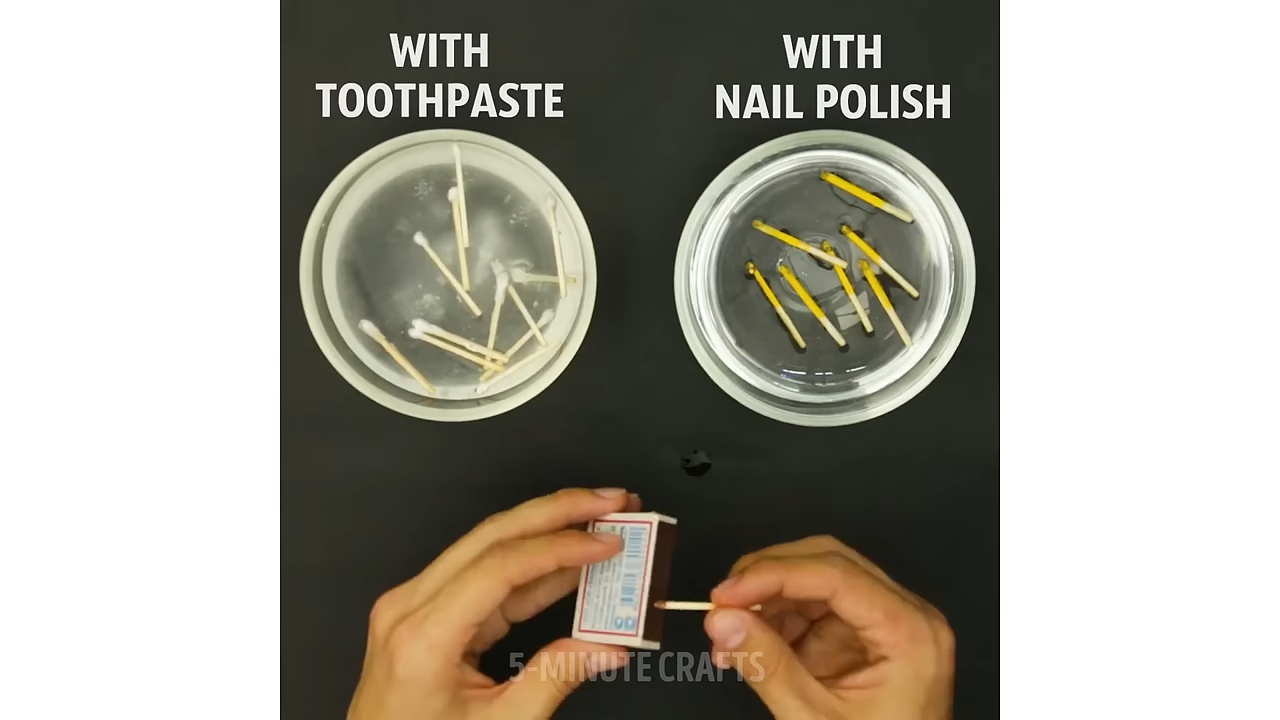 WITH
TOOTHPASTE
WITH
NAIL POLISH
5-MINUTE CRAFTS